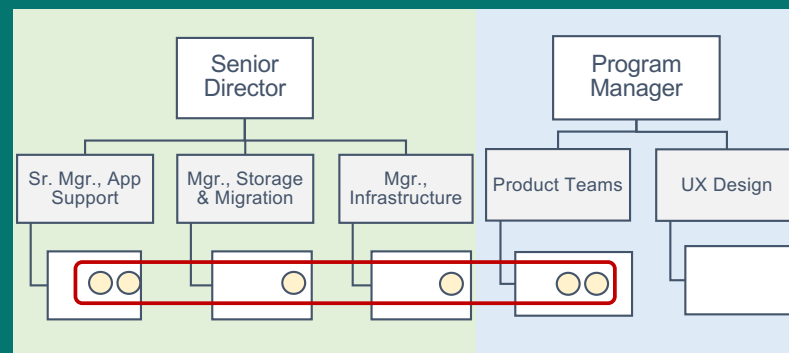 Senior
Director
Program
Manager
Sr. Mgr., App
Support
Mgr., Storage
& Migration
Mgr.,
Infrastructure
Product Teams
UX Design